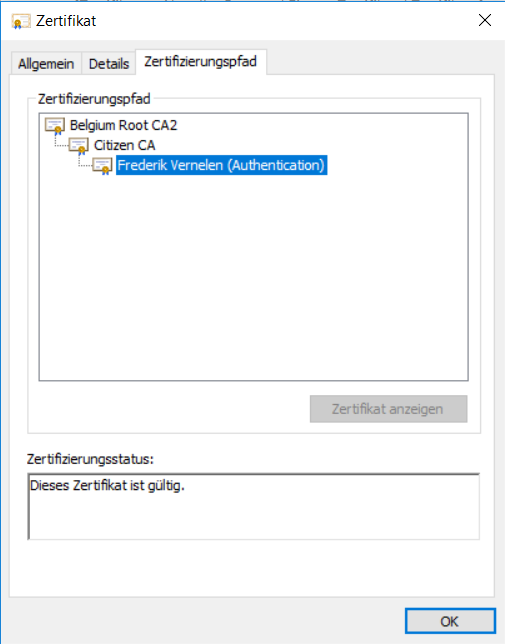 Zertifikat
Allgemein Details Zertifizierungspfad
Zertifizierungspfad
Belgium Root CA2
Citizen CA
Frederik Vernelen (Authentication)
Zertifikat anzeigen
Zertifizierungsstatus:
Dieses Zertifikat ist gültig.
OK